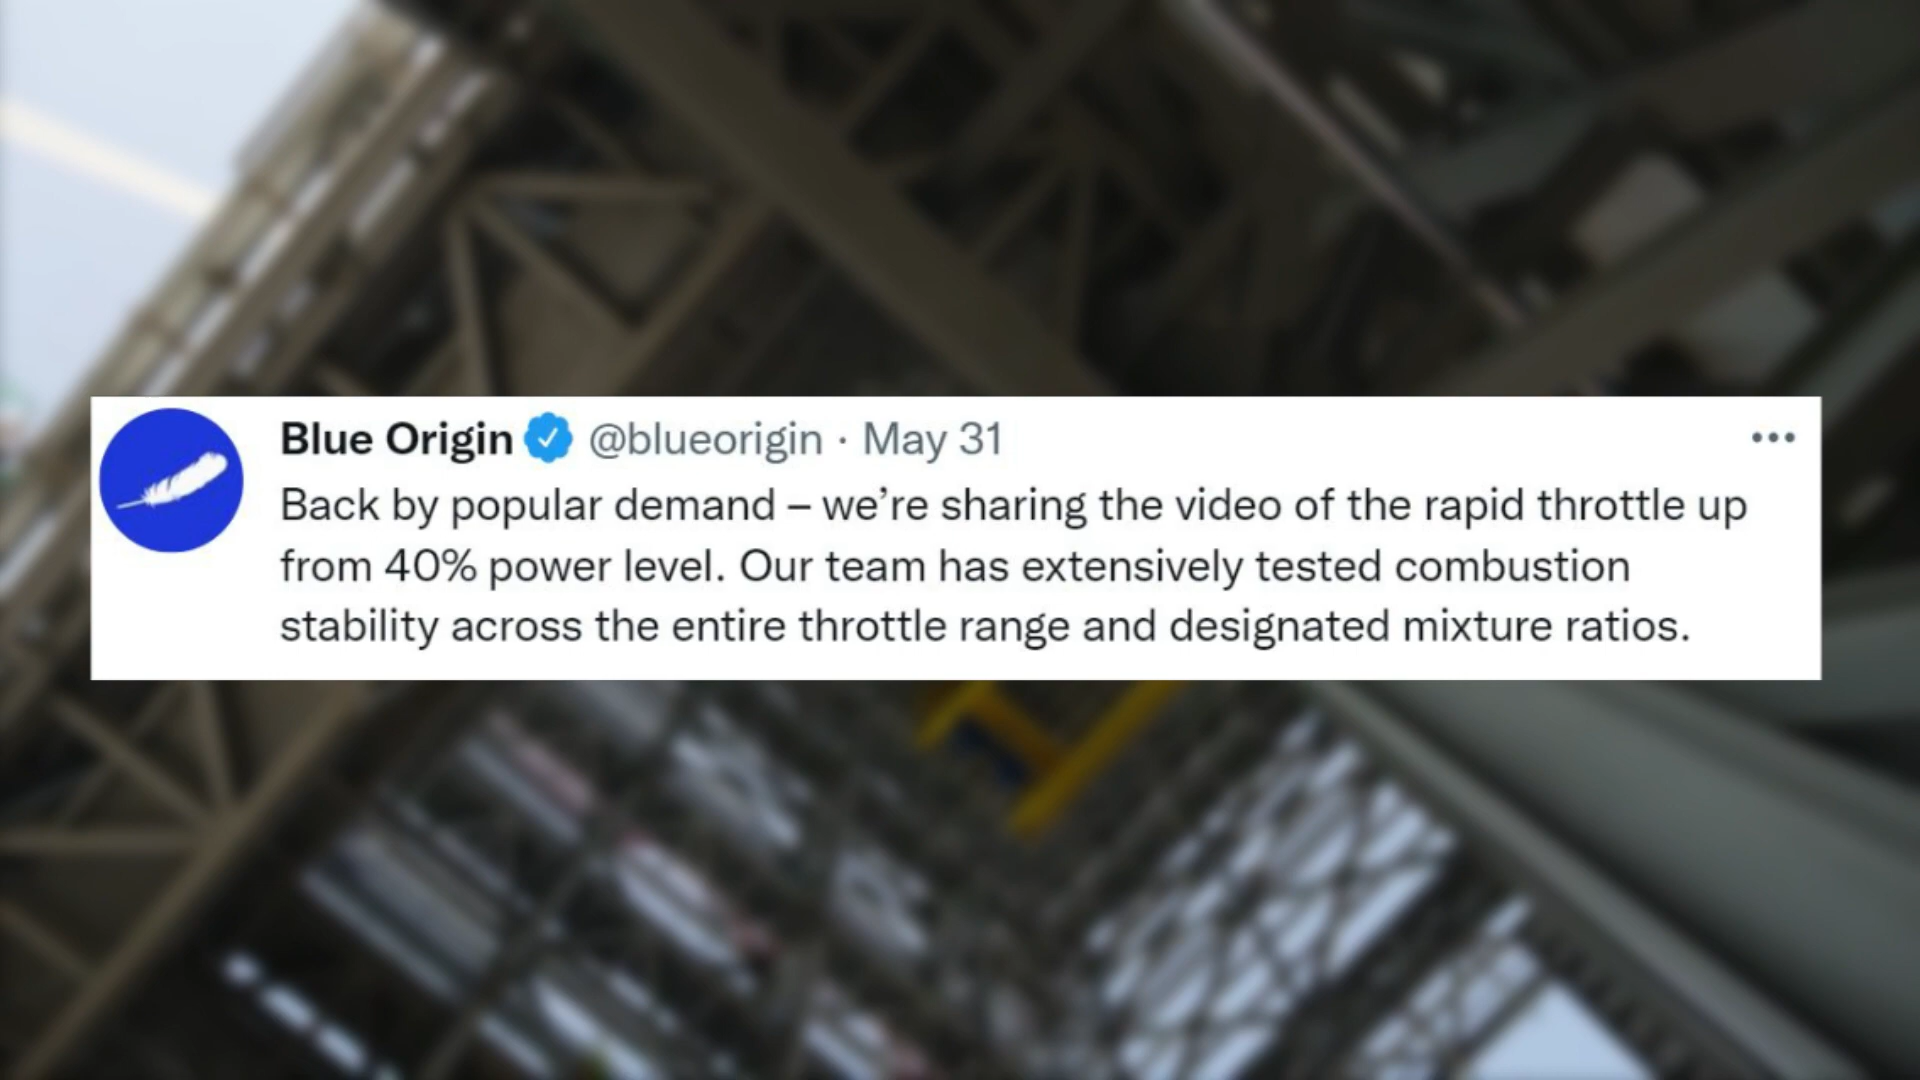 Blue Origin @blueorigin · May 31
Back by popular demand – we’re sharing the video of the rapid throttle up
from 40% power level. Our team has extensively tested combustion
stability across the entire throttle range and designated mixture ratios.